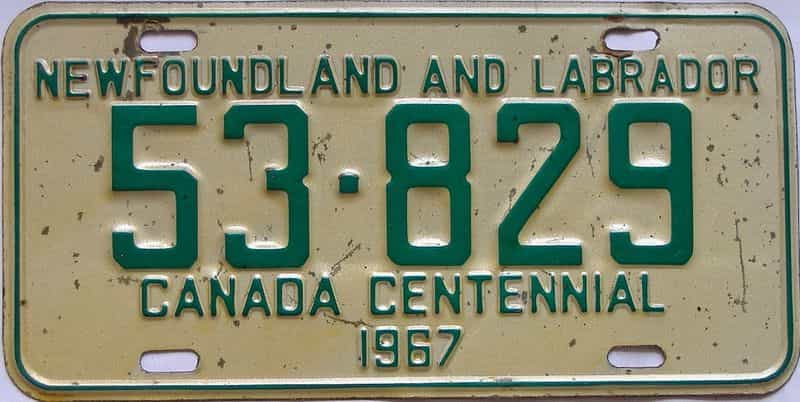 NEWFOUNDLAND AND LABRADOR
53·829
CANADA CENTENNIAL
1967